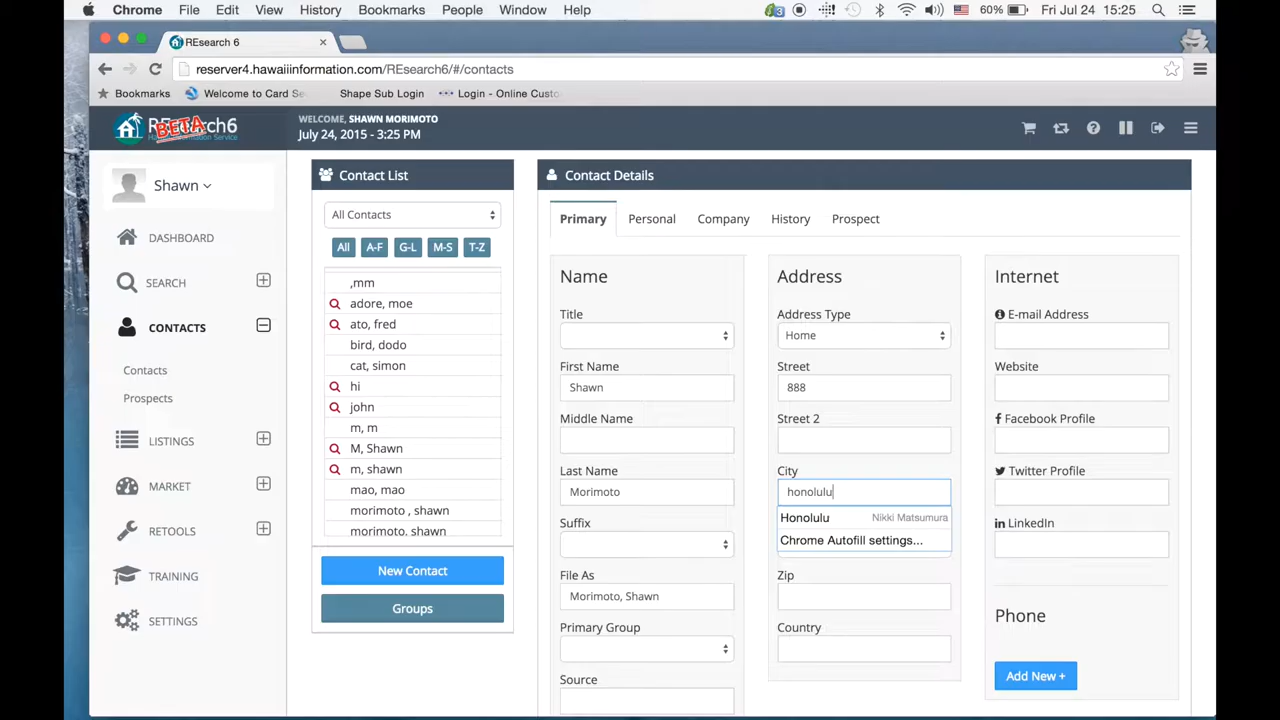 Chrome File Edit View History Bookmarks People Window Help 3 60% Fri Jul 24 15:25
REsearch 6
reserver4.hawaiiinformation.com/REsearch6/#/contacts
Bookmarks Welcome to Card Se Shape Sub Login Login - Online Custo
REsearch6
BETA
WELCOME, SHAWN MORIMOTO
July 24, 2015 - 3:25 PM
Shawn
DASHBOARD
SEARCH
CONTACTS
Contacts
Prospects
LISTINGS
MARKET
RETOOLS
TRAINING
SETTINGS
Contact List
All Contacts
All A-F G-L M-S T-Z
,mm
adore, moe
ato, fred
bird, dodo
cat, simon
hi
john
m, m
M, Shawn
m, shawn
mao, mao
morimoto , shawn
morimoto, shawn
New Contact
Groups
Contact Details
Primary Personal Company History Prospect
Name
Title
First Name
Shawn
Middle Name
Last Name
Morimoto
Suffix
File As
Morimoto, Shawn
Primary Group
Source
Address
Address Type
Home
Street
888
Street 2
City
honolulu
Honolulu Nikki Matsumura
Chrome Autofill settings...
Zip
Country
Internet
E-mail Address
Website
Facebook Profile
Twitter Profile
LinkedIn
Phone
Add New +